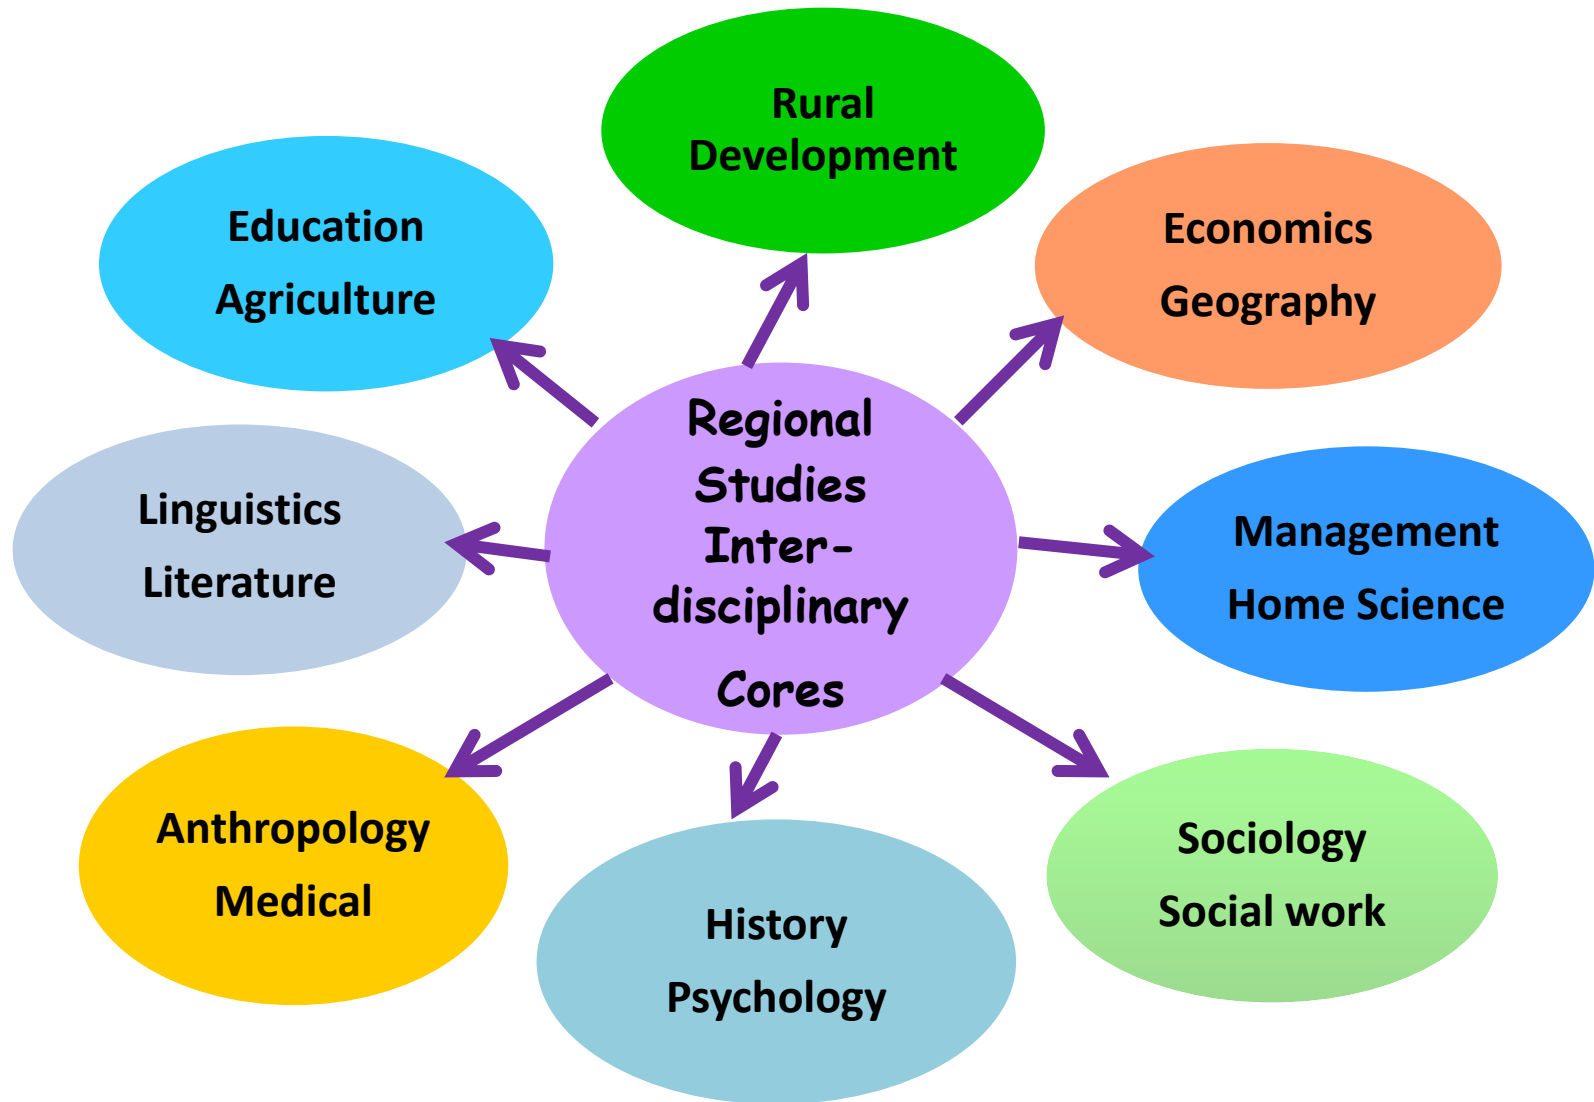 Rural
Development
Education
Agriculture
Economics
Geography
Regional
Studies
Inter-
disciplinary
Cores
Linguistics
Literature
Management
Home Science
Anthropology
Medical
History
Psychology
Sociology
Social work